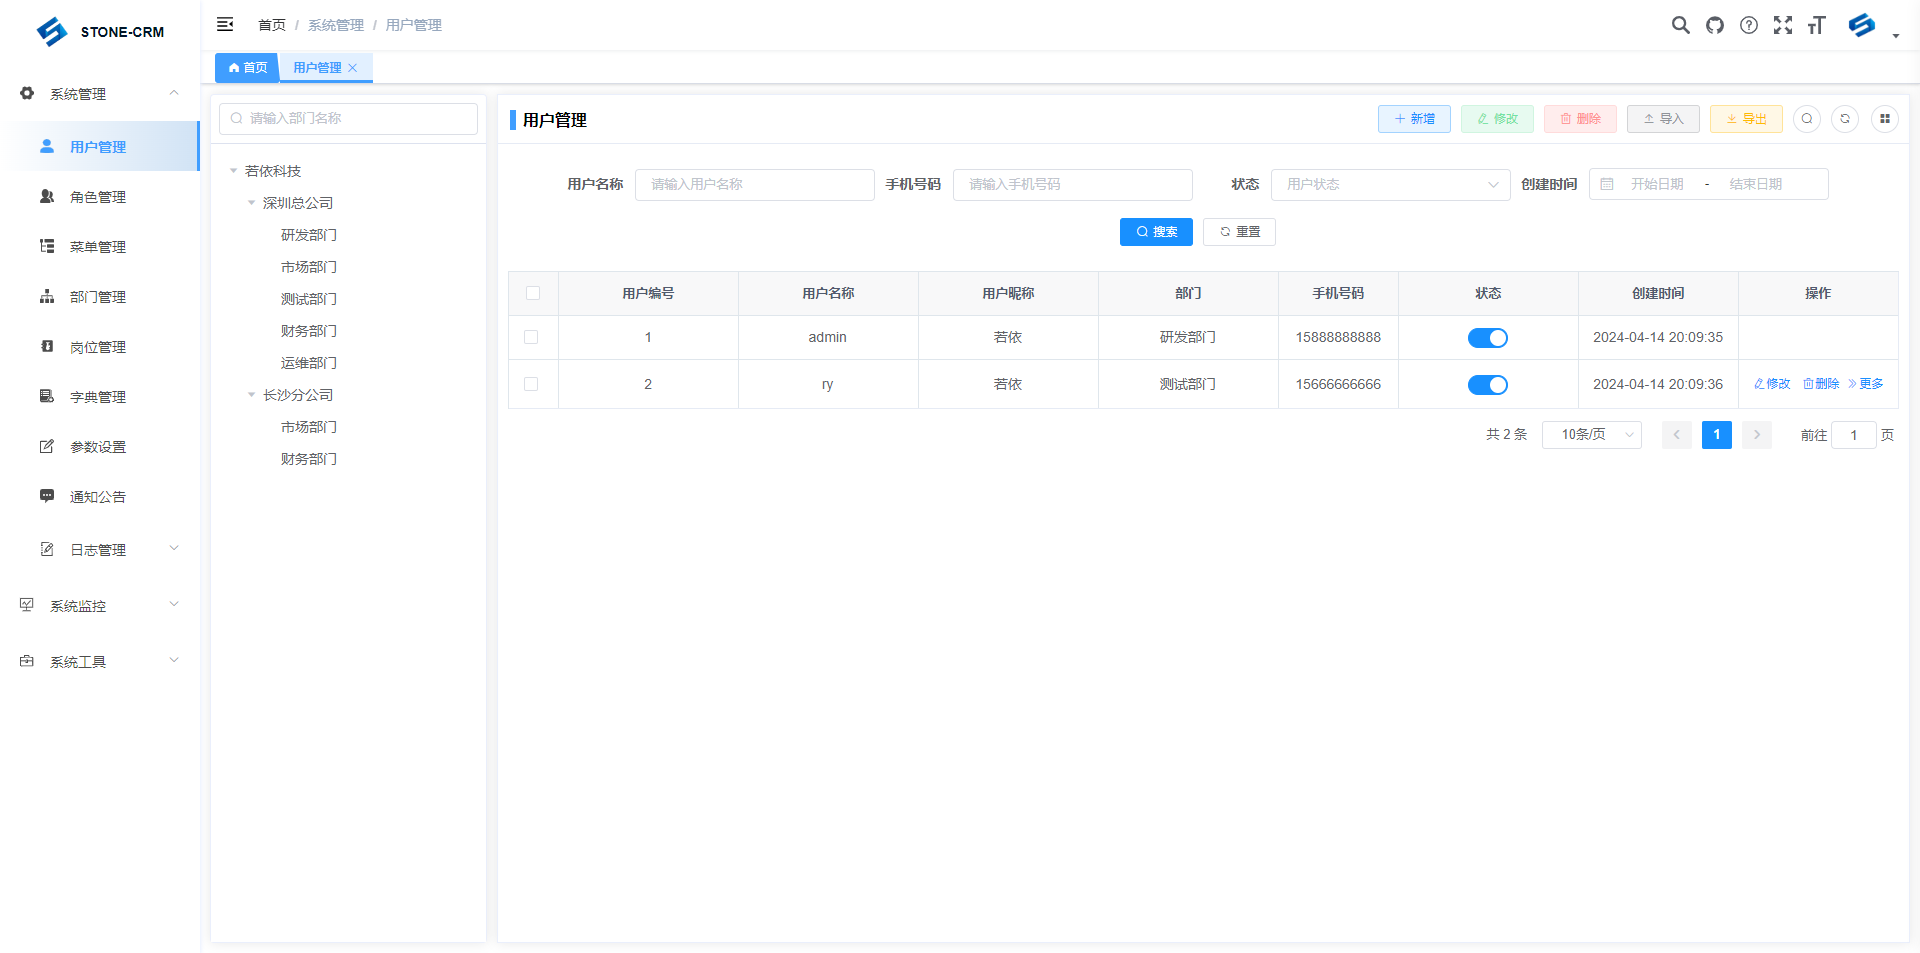 STONE-CRM
首页 / 系统管理 / 用户管理
首页 用户管理
系统管理
用户管理
角色管理
菜单管理
部门管理
岗位管理
字典管理
参数设置
通知公告
日志管理
系统监控
系统工具
请输入部门名称
若依科技
深圳总公司
研发部门
市场部门
测试部门
财务部门
运维部门
长沙分公司
市场部门
财务部门
用户管理 新增 修改 删除 导入 导出
用户名称 请输入用户名称 手机号码 请输入手机号码 状态 用户状态 创建时间 开始日期 - 结束日期
搜索 重置
用户编号 用户名称 用户昵称 部门 手机号码 状态 创建时间 操作
1 admin 若依 研发部门 15888888888 2024-04-14 20:09:35
2 ry 若依 测试部门 15666666666 2024-04-14 20:09:36 修改 删除 更多
共 2 条 10条/页 1 前往 1 页